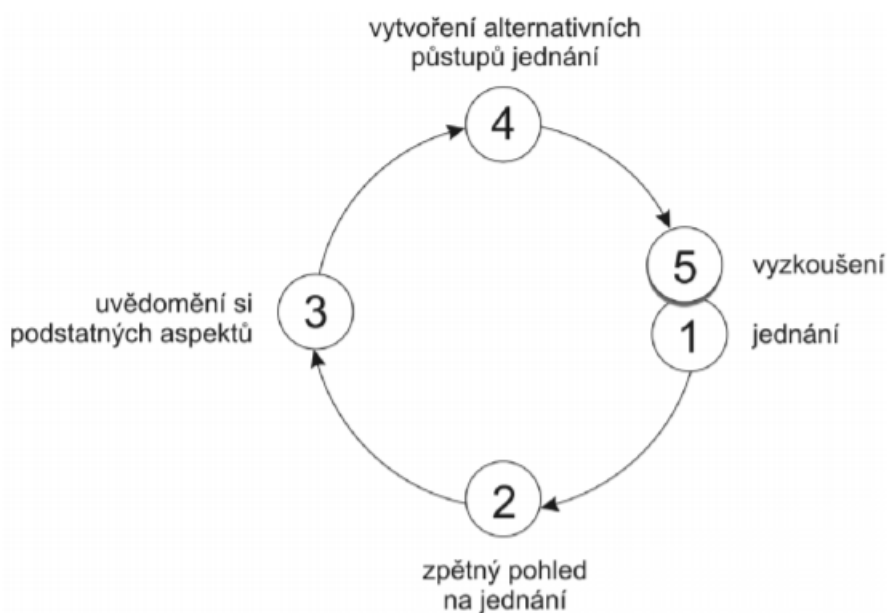 vytvoření alternativních
půstupů jednání
4
5
vyzkoušení
uvědomění si
podstatných aspektů
3
1
jednání
2
zpětný pohled
na jednání